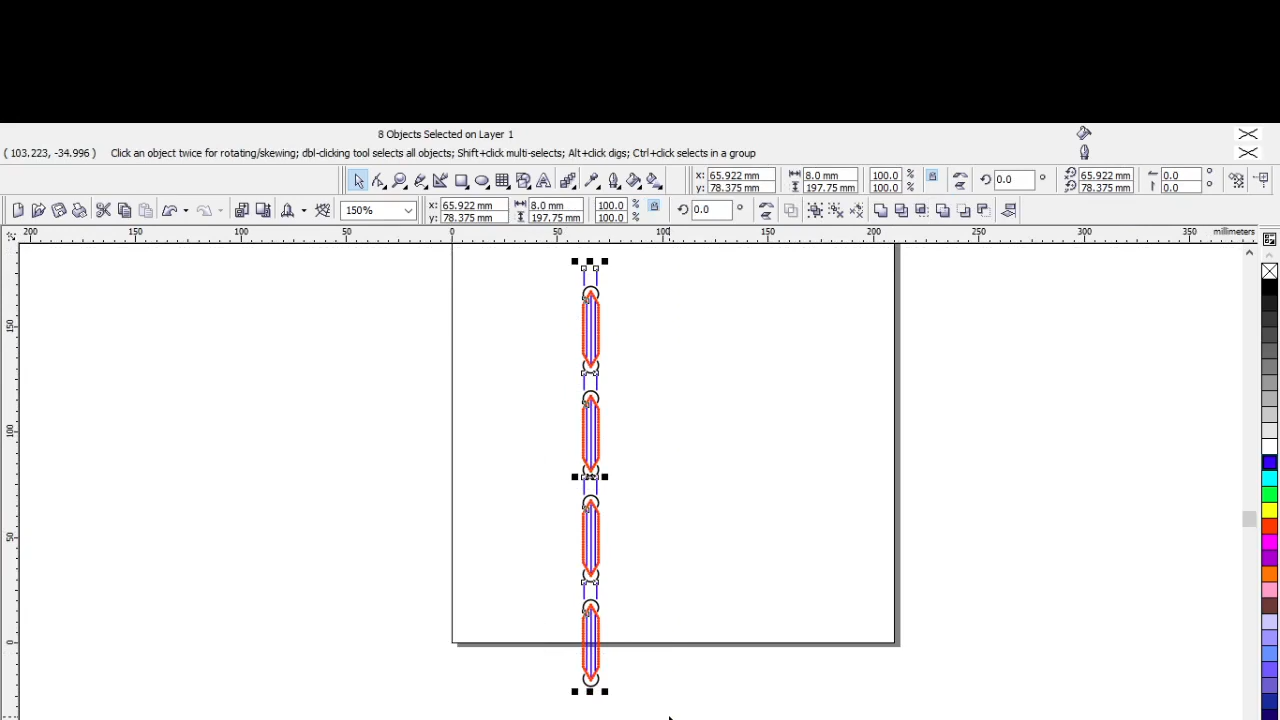 8 Objects Selected on Layer 1
( 103.223, -34.996 ) Click an object twice for rotating/skewing; dbl-clicking tool selects all objects; Shift+click multi-selects; Alt+click digs; Ctrl+click selects in a group
x: 65.922 mm 8.0 mm 100.0 % 0.0 ° 65.922 mm 0.0 °
y: 78.375 mm 197.75 mm 100.0 % 78.375 mm 0.0 °
150% x: 65.922 mm 8.0 mm 100.0 % 0.0 °
y: 78.375 mm 197.75 mm 100.0 %
200 150 100 50 0 50 100 150 200 250 300 350 millimeters
150
100
50
0